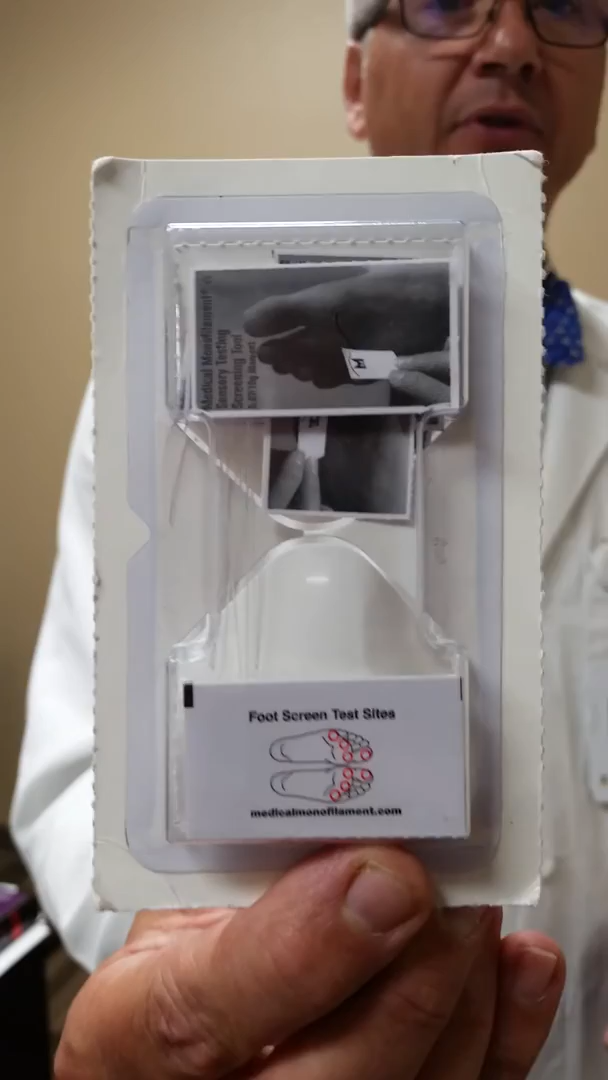 Medical Monofilament
Sensory Testing
Screening Tool
M
Foot Screen Test Sites
medicalmonofilament.com